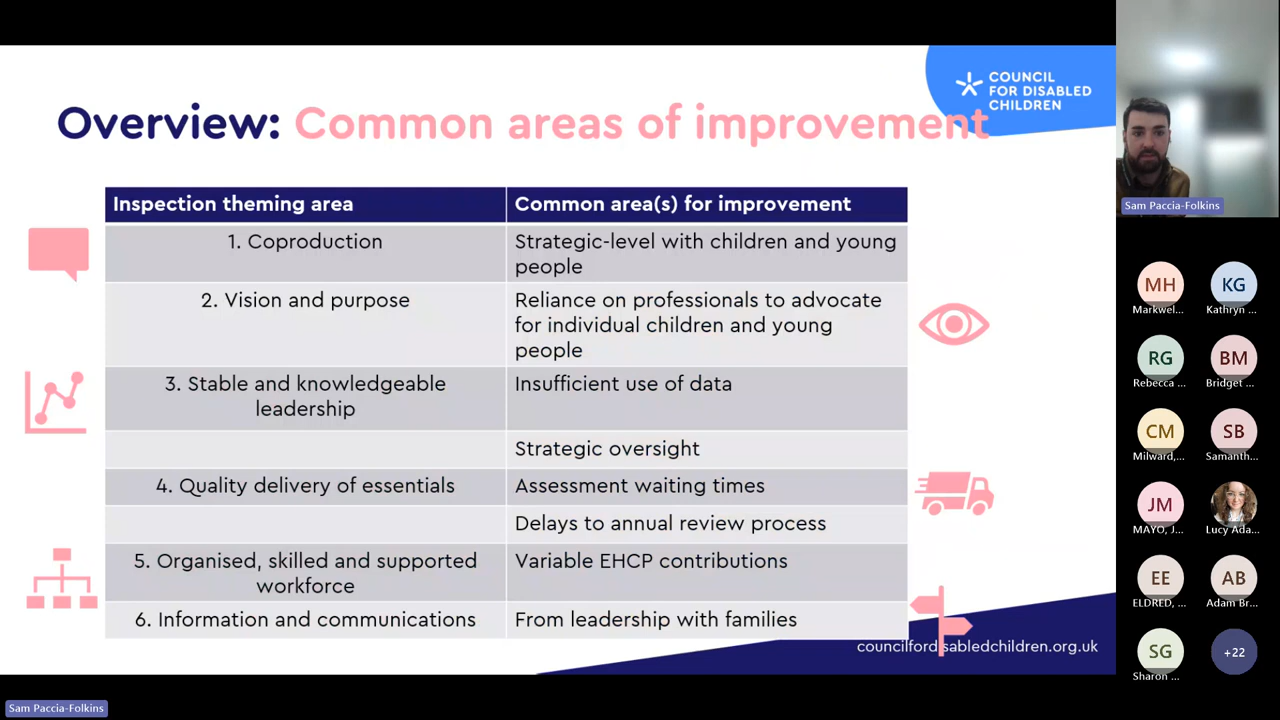 COUNCIL
FOR DISABLED
CHILDREN
Overview: Common areas of improvement
Inspection theming area
Common area(s) for improvement
1. Coproduction
Strategic-level with children and young
people
2. Vision and purpose
Reliance on professionals to advocate
for individual children and young
people
3. Stable and knowledgeable
leadership
Insufficient use of data
Strategic oversight
4. Quality delivery of essentials
Assessment waiting times
Delays to annual review process
5. Organised, skilled and supported
workforce
Variable EHCP contributions
6. Information and communications
From leadership with families
councilfordisabledchildren.org.uk
Sam Paccia-Folkins
Sam Paccia-Folkins
MH
KG
Markwel...
Kathryn ...
RG
BM
Rebecca ...
Bridget ...
CM
SB
Milward,...
Samanth...
JM
MAYO, J...
Lucy Ada...
EE
AB
ELDRED, ...
Adam Br...
SG
+22
Sharon ...